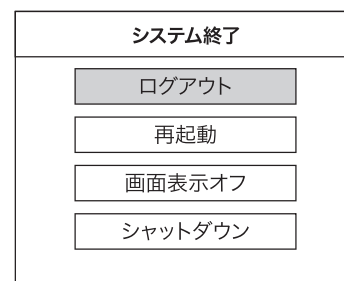 システム終了
ログアウト
再起動
画面表示オフ
シャットダウン